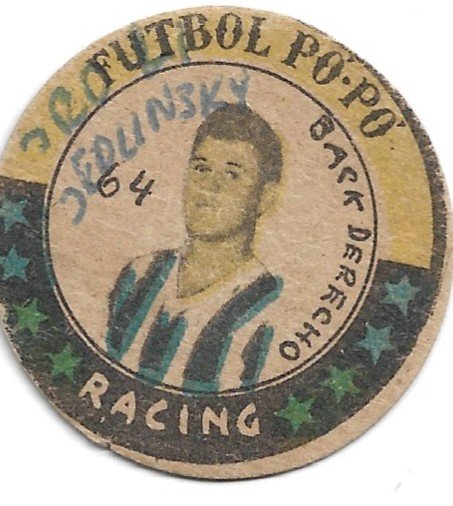 FUTBOL PO-PO
JEDLINSKY
64
BACK DERECHO
RACING